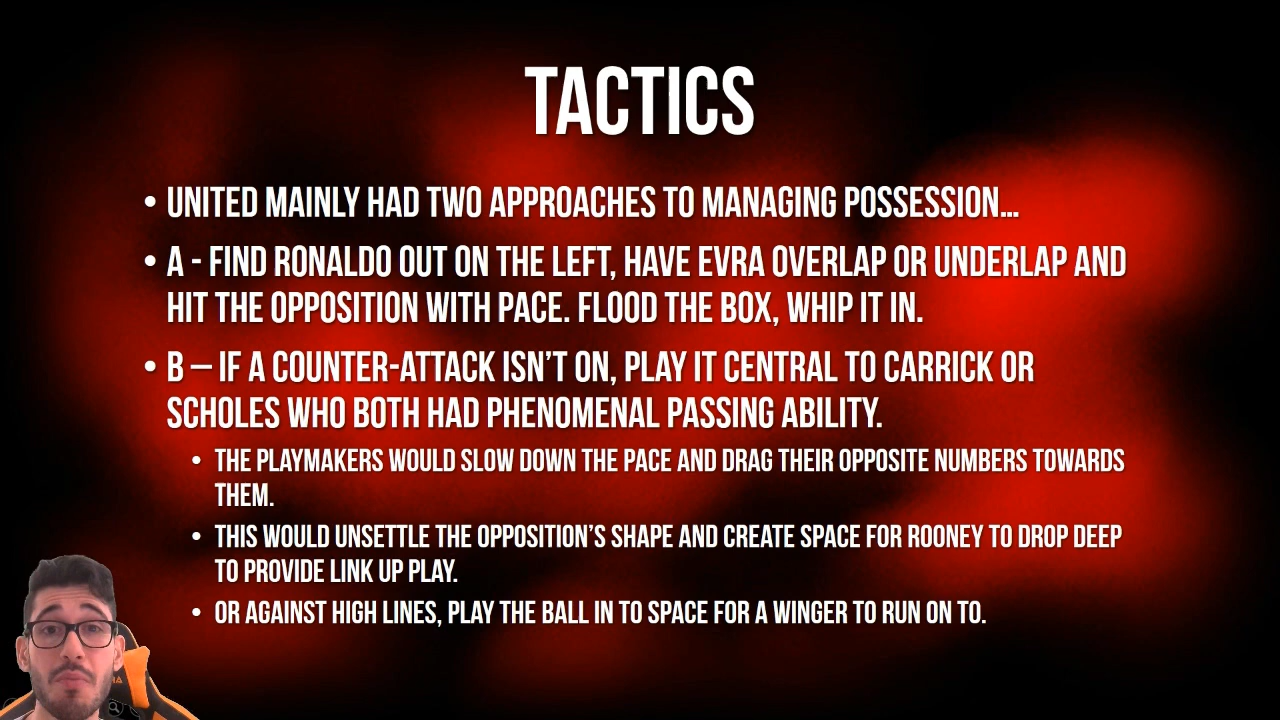 TACTICS
• UNITED MAINLY HAD TWO APPROACHES TO MANAGING POSSESSION...
• A - FIND RONALDO OUT ON THE LEFT, HAVE EVRA OVERLAP OR UNDERLAP AND
HIT THE OPPOSITION WITH PACE. FLOOD THE BOX, WHIP IT IN.
• B – IF A COUNTER-ATTACK ISN'T ON, PLAY IT CENTRAL TO CARRICK OR
SCHOLES WHO BOTH HAD PHENOMENAL PASSING ABILITY.
• THE PLAYMAKERS WOULD SLOW DOWN THE PACE AND DRAG THEIR OPPOSITE NUMBERS TOWARDS
THEM.
• THIS WOULD UNSETTLE THE OPPOSITION'S SHAPE AND CREATE SPACE FOR ROONEY TO DROP DEEP
TO PROVIDE LINK UP PLAY.
• OR AGAINST HIGH LINES, PLAY THE BALL IN TO SPACE FOR A WINGER TO RUN ON TO.